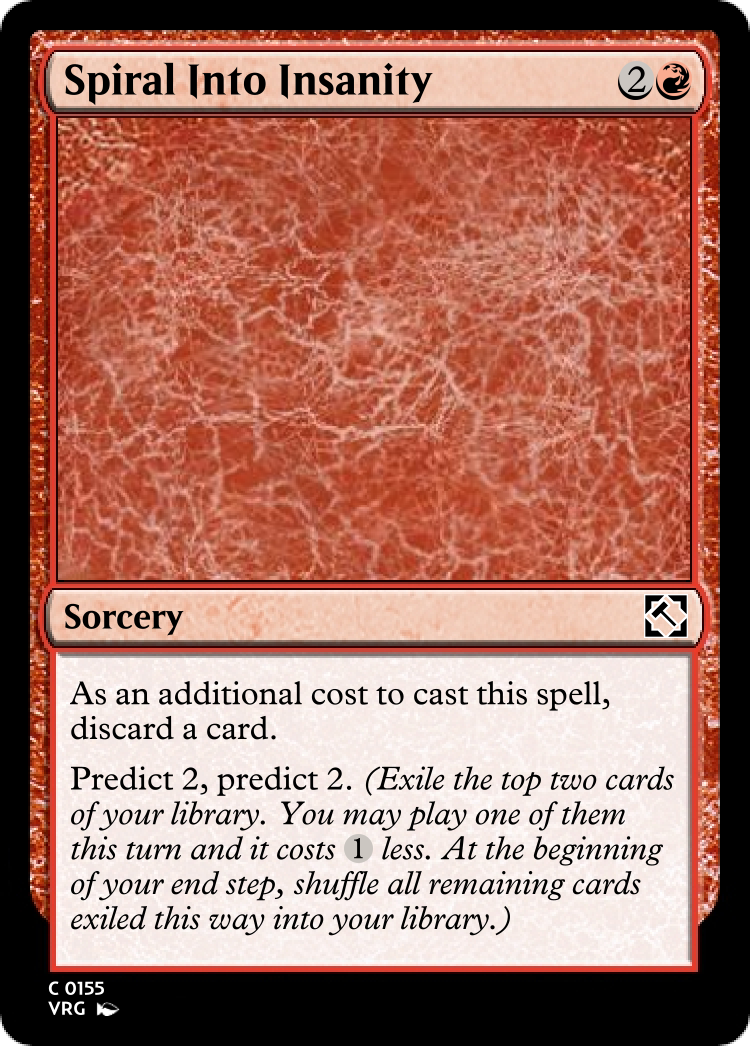 Spiral Into Insanity 2
Sorcery
As an additional cost to cast this spell,
discard a card.
Predict 2, predict 2. (Exile the top two cards
of your library. You may play one of them
this turn and it costs 1 less. At the beginning
of your end step, shuffle all remaining cards
exiled this way into your library.)
C 0155
VRG